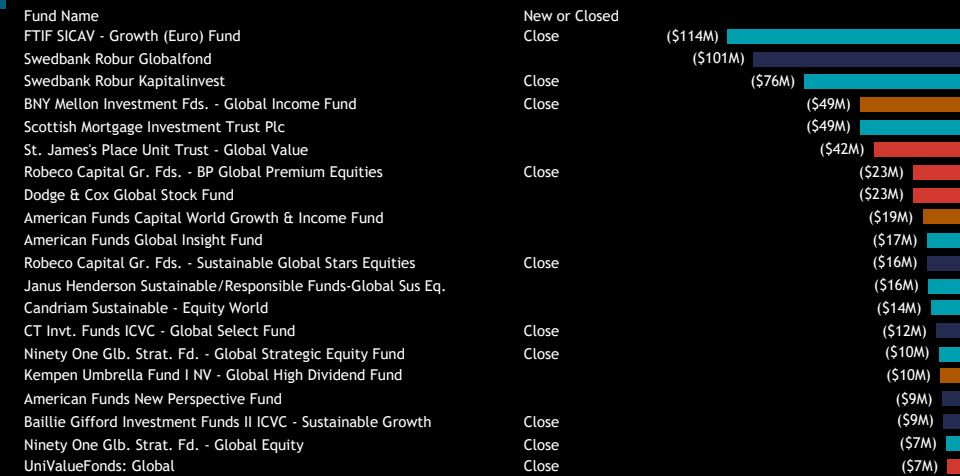 Fund Name New or Closed
FTIF SICAV - Growth (Euro) Fund Close ($114M)
Swedbank Robur Globalfond ($101M)
Swedbank Robur Kapitalinvest Close ($76M)
BNY Mellon Investment Fds. - Global Income Fund Close ($49M)
Scottish Mortgage Investment Trust Plc ($49M)
St. James's Place Unit Trust - Global Value ($42M)
Robeco Capital Gr. Fds. - BP Global Premium Equities Close ($23M)
Dodge & Cox Global Stock Fund ($23M)
American Funds Capital World Growth & Income Fund ($19M)
American Funds Global Insight Fund ($17M)
Robeco Capital Gr. Fds. - Sustainable Global Stars Equities Close ($16M)
Janus Henderson Sustainable/Responsible Funds-Global Sus Eq. ($16M)
Candriam Sustainable - Equity World ($14M)
CT Invt. Funds ICVC - Global Select Fund Close ($12M)
Ninety One Glb. Strat. Fd. - Global Strategic Equity Fund Close ($10M)
Kempen Umbrella Fund I NV - Global High Dividend Fund ($10M)
American Funds New Perspective Fund ($9M)
Baillie Gifford Investment Funds II ICVC - Sustainable Growth Close ($9M)
Ninety One Glb. Strat. Fd. - Global Equity Close ($7M)
UniValueFonds: Global Close ($7M)